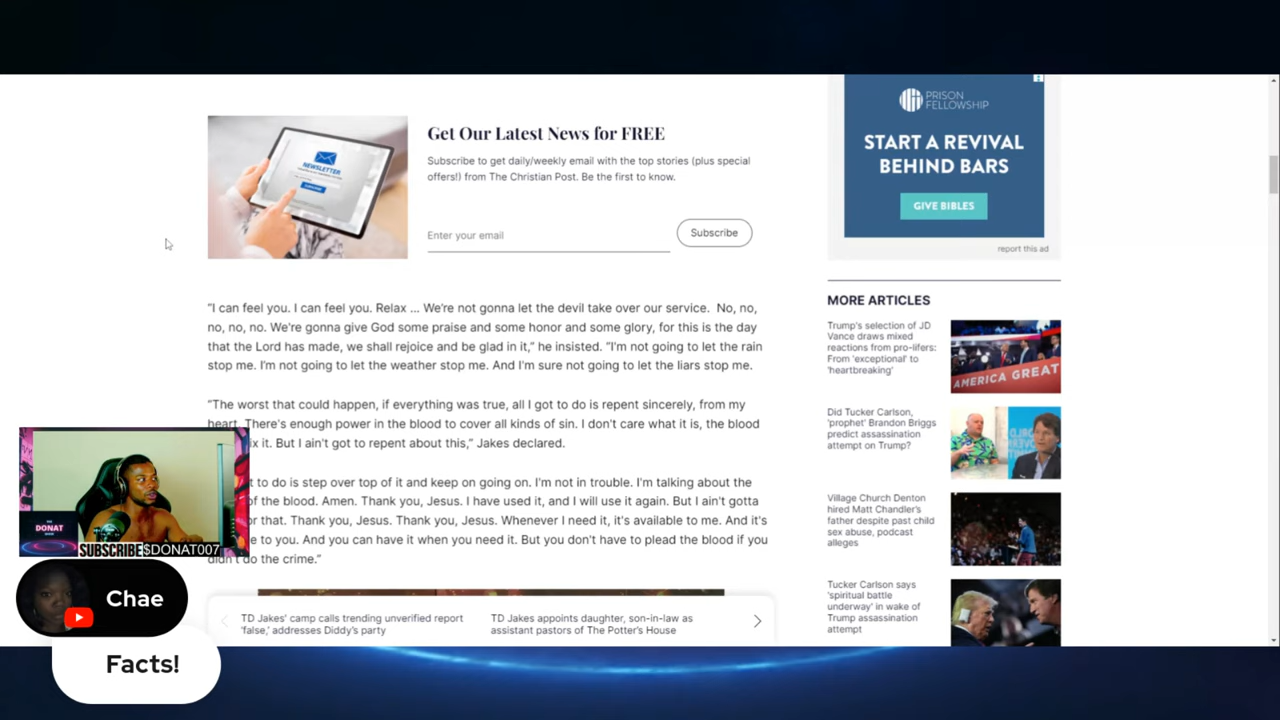 PRISON
FELLOWSHIP
START A REVIVAL
BEHIND BARS
GIVE BIBLES
report this ad
NEWSLETTER
Get Our Latest News for FREE
Subscribe to get daily/weekly email with the top stories (plus special
offers!) from The Christian Post. Be the first to know.
Enter your email
Subscribe
“I can feel you. I can feel you. Relax ... We're not gonna let the devil take over our service. No, no,
no, no, no. We're gonna give God some praise and some honor and some glory, for this is the day
that the Lord has made, we shall rejoice and be glad in it,” he insisted. “I'm not going to let the rain
stop me. I'm not going to let the weather stop me. And I'm sure not going to let the liars stop me.
“The worst that could happen, if everything was true, all I got to do is repent sincerely, from my
heart. There's enough power in the blood to cover all kinds of sin. I don't care what it is, the blood
x it. But I ain't got to repent about this,” Jakes declared.
t to do is step over top of it and keep on going on. I'm not in trouble. I'm talking about the
of the blood. Amen. Thank you, Jesus. I have used it, and I will use it again. But I ain't gotta
or that. Thank you, Jesus. Thank you, Jesus. Whenever I need it, it's available to me. And it's
e to you. And you can have it when you need it. But you don't have to plead the blood if you
didn't do the crime.”
TD Jakes' camp calls trending unverified report
'false,' addresses Diddy's party
TD Jakes appoints daughter, son-in-law as
assistant pastors of The Potter's House
MORE ARTICLES
Trump's selection of JD
Vance draws mixed
reactions from pro-lifers:
From 'exceptional' to
'heartbreaking'
AMERICA GREAT
Did Tucker Carlson,
'prophet' Brandon Briggs
predict assassination
attempt on Trump?
Village Church Denton
hired Matt Chandler's
father despite past child
sex abuse, podcast
alleges
Tucker Carlson says
'spiritual battle
underway' in wake of
Trump assassination
attempt
DONAT
SUBSCRIBE $DONAT007
Chae
Facts!